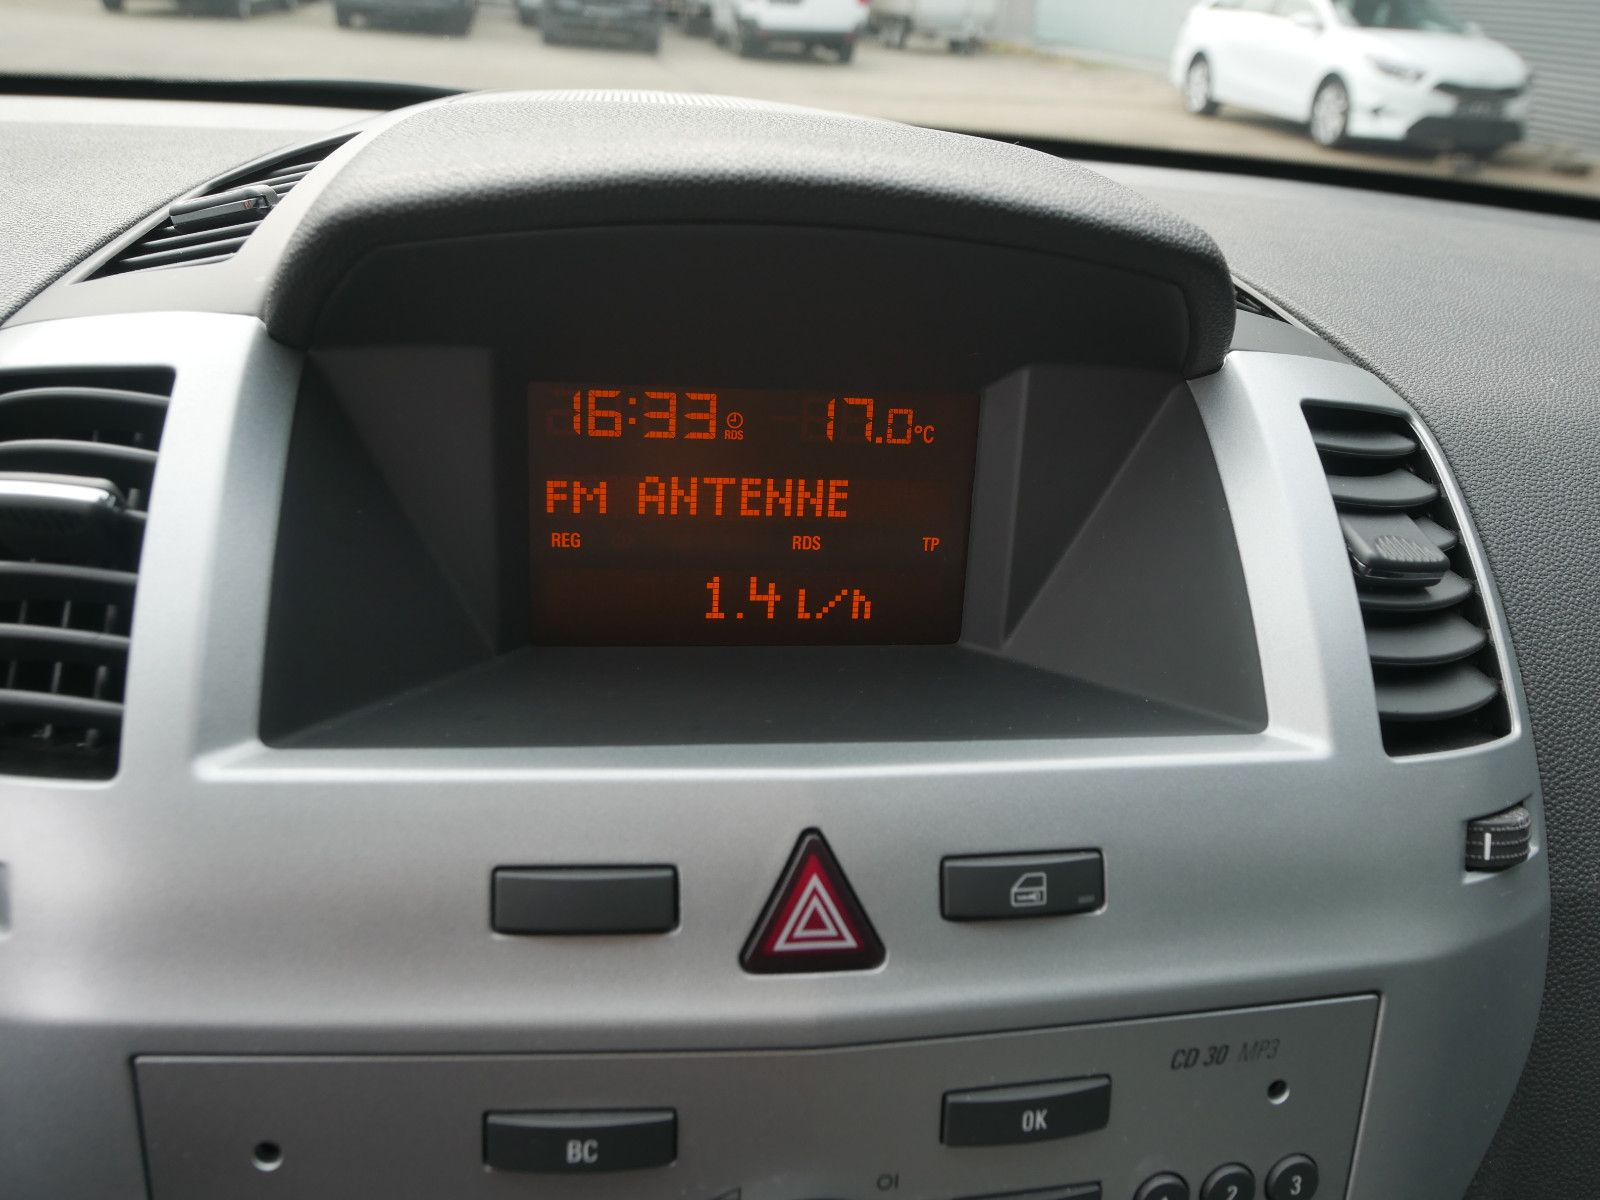 16:33 RDS 17.0°C
FM ANTENNE
REG RDS TP
1.4 l/h
CD 30 MP3
BC
OK
1 2 3